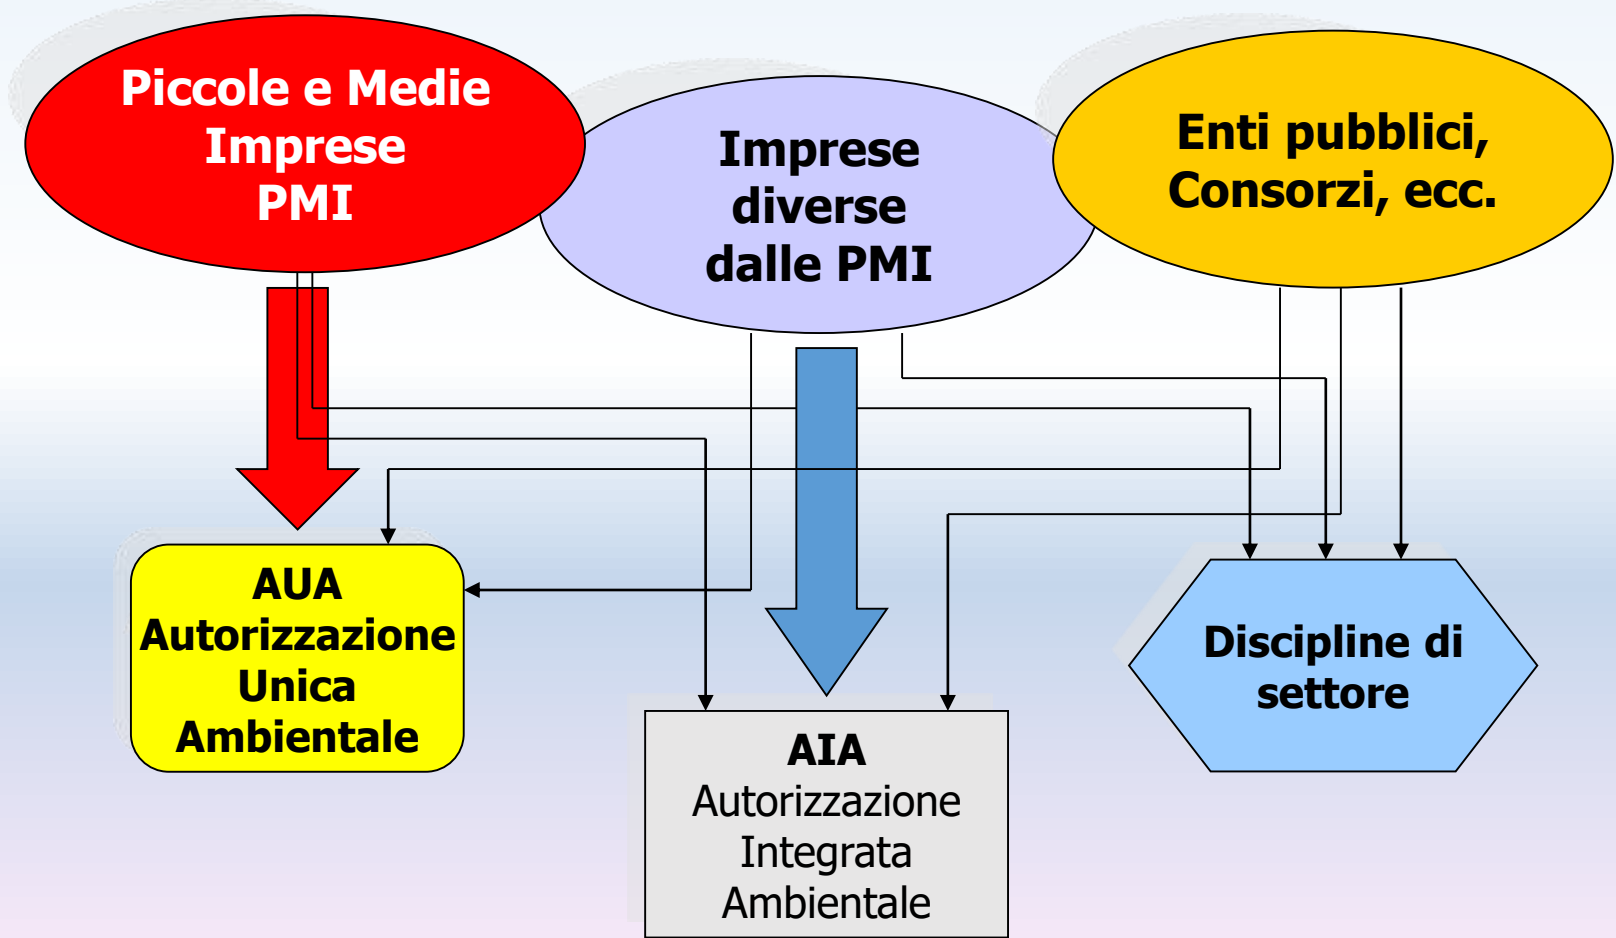 Piccole e Medie
Imprese
PMI
Imprese
diverse
dalle PMI
Enti pubblici,
Consorzi, ecc.
AUA
Autorizzazione
Unica
Ambientale
AIA
Autorizzazione
Integrata
Ambientale
Discipline di
settore